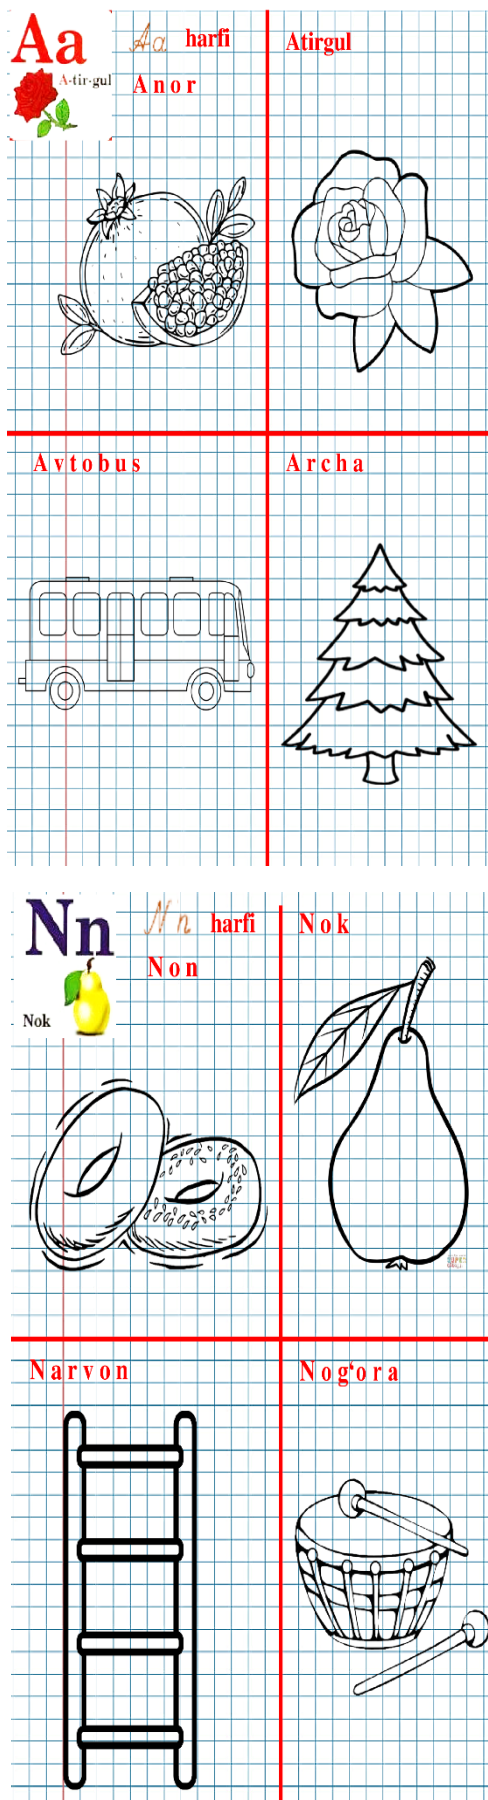 Aa
Aa harfi
A-tir-gul
Anor
Atirgul
Avtobus
Archa
Nn
Nn harfi
Nok
Non
Nok
Narvon
Nog‘ora